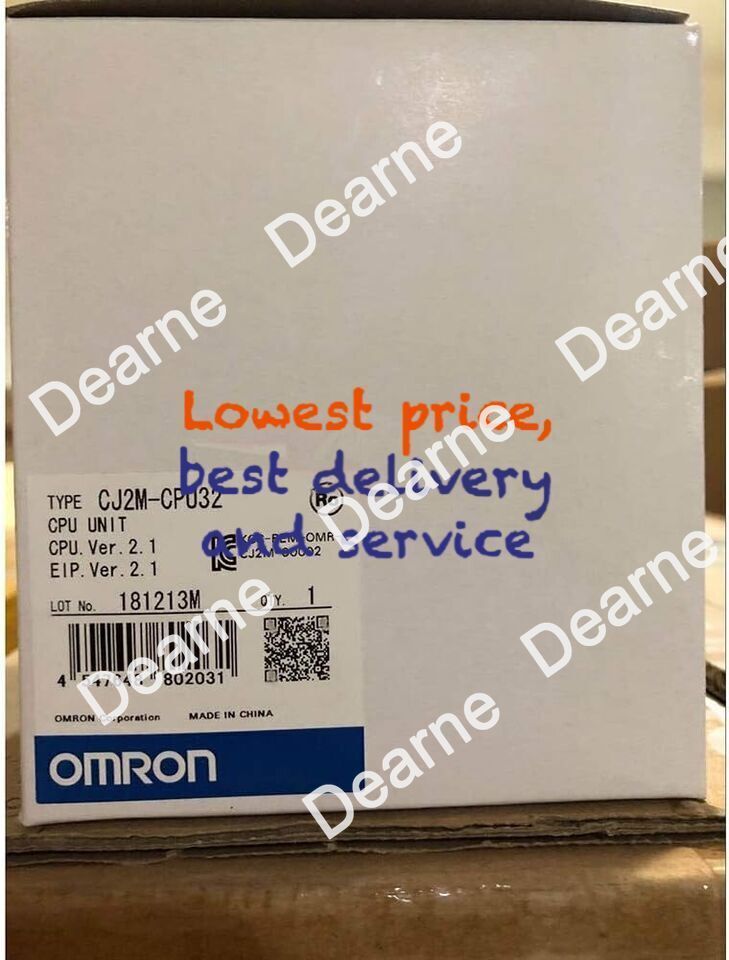 Dearne
Dearne
Dearne
Lowest price,
best delivery
and service
Dearne
TYPE CJ2M-CPU32
CPU UNIT
CPU.Ver.2.1
EIP.Ver.2.1
LOT No. 181213M QTY. 1
Dearne
Dearne
4 802031
OMRON Corporation MADE IN CHINA
Dearne
OMRON